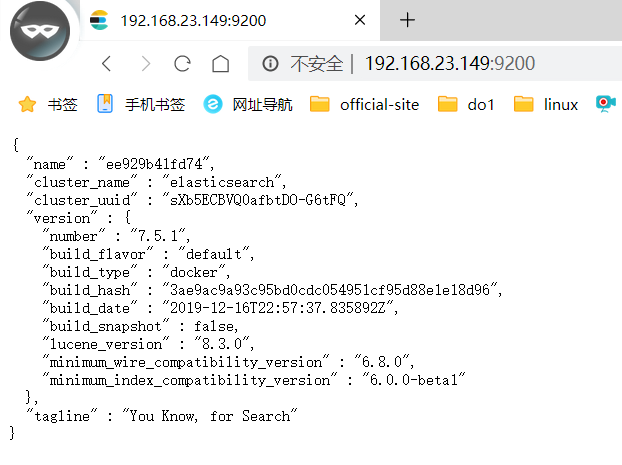 192.168.23.149:9200
不安全 | 192.168.23.149:9200
书签 手机书签 网址导航 official-site do1 linux
{
"name" : "ee929b41fd74",
"cluster_name" : "elasticsearch",
"cluster_uuid" : "sXb5ECBVQ0afbtDO-G6tFQ",
"version" : {
"number" : "7.5.1",
"build_flavor" : "default",
"build_type" : "docker",
"build_hash" : "3ae9ac9a93c95bd0cdc054951cf95d88e1e18d96",
"build_date" : "2019-12-16T22:57:37.835892Z",
"build_snapshot" : false,
"lucene_version" : "8.3.0",
"minimum_wire_compatibility_version" : "6.8.0",
"minimum_index_compatibility_version" : "6.0.0-beta1"
},
"tagline" : "You Know, for Search"
}